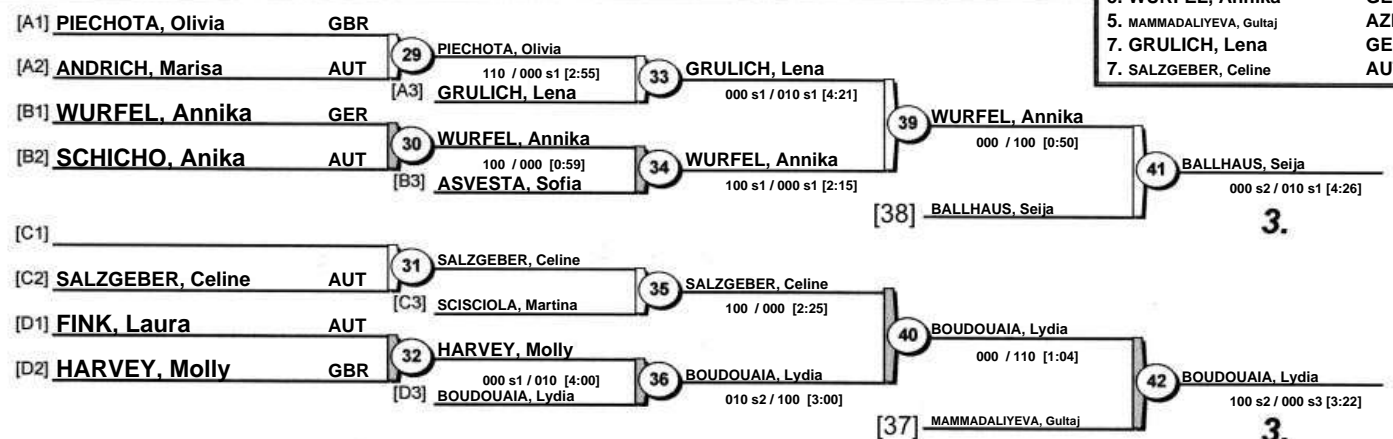 3. WURFEL, Annika
5. MAMMADALIYEVA, Gultaj
7. GRULICH, Lena
7. SALZGEBER, Celine
[A1] PIECHOTA, Olivia GBR
[A2] ANDRICH, Marisa AUT
29 PIECHOTA, Olivia
110 / 000 s1 [2:55]
[A3] GRULICH, Lena
33 GRULICH, Lena
000 s1 / 010 s1 [4:21]
[B1] WURFEL, Annika GER
[B2] SCHICHO, Anika AUT
30 WURFEL, Annika
100 / 000 [0:59]
[B3] ASVESTA, Sofia
34 WURFEL, Annika
100 s1 / 000 s1 [2:15]
39 WURFEL, Annika
000 / 100 [0:50]
[38] BALLHAUS, Seija
41 BALLHAUS, Seija
000 s2 / 010 s1 [4:26]
3.
[C1]
[C2] SALZGEBER, Celine AUT
31 SALZGEBER, Celine
[C3] SCISCIOLA, Martina
35 SALZGEBER, Celine
100 / 000 [2:25]
[D1] FINK, Laura AUT
[D2] HARVEY, Molly GBR
32 HARVEY, Molly
000 s1 / 010 [4:00]
[D3] BOUDOUAIA, Lydia
36 BOUDOUAIA, Lydia
010 s2 / 100 [3:00]
40 BOUDOUAIA, Lydia
000 / 110 [1:04]
[37] MAMMADALIYEVA, Gultaj
42 BOUDOUAIA, Lydia
100 s2 / 000 s3 [3:22]
3.